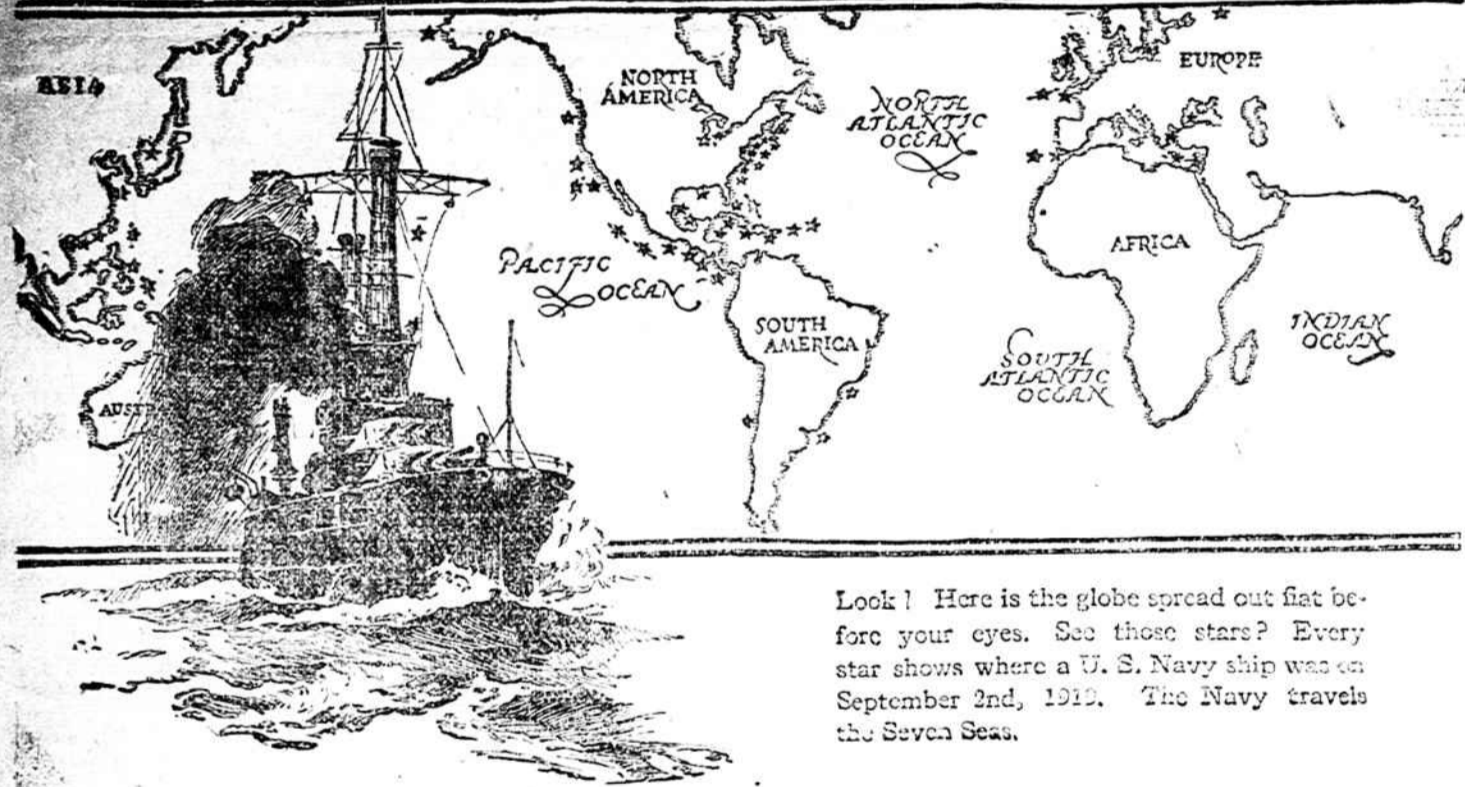 ASIA
NORTH
AMERICA
NORTH
ATLANTIC
OCEAN
EUROPE
PACIFIC
OCEAN
AFRICA
SOUTH
AMERICA
SOUTH
ATLANTIC
OCEAN
INDIAN
OCEAN
AUST
Look! Here is the globe spread out flat be-
fore your eyes. See those stars? Every
star shows where a U. S. Navy ship was on
September 2nd, 1919. The Navy travels
the Seven Seas.